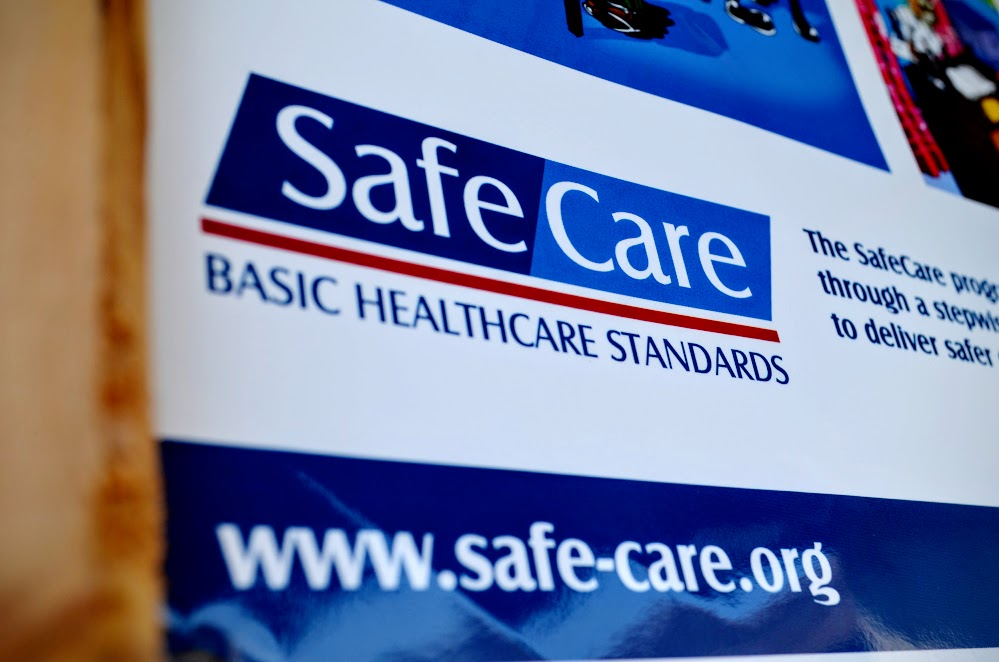 SafeCare
BASIC HEALTHCARE STANDARDS
The SafeCare
through a
to deliver safer
www.safe-care.org